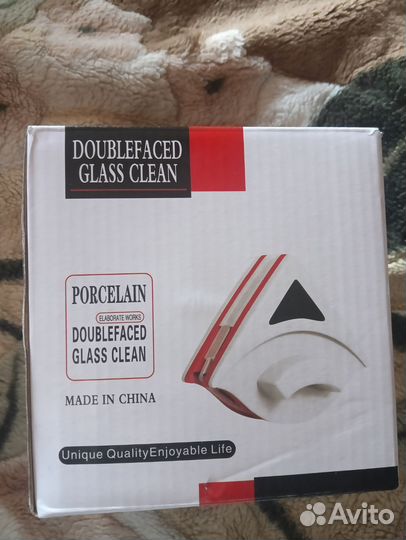 DOUBLEFACED
GLASS CLEAN
PORCELAIN
ELABORATE WORKS
DOUBLEFACED
GLASS CLEAN
MADE IN CHINA
Unique QualityEnjoyable Life
Avito